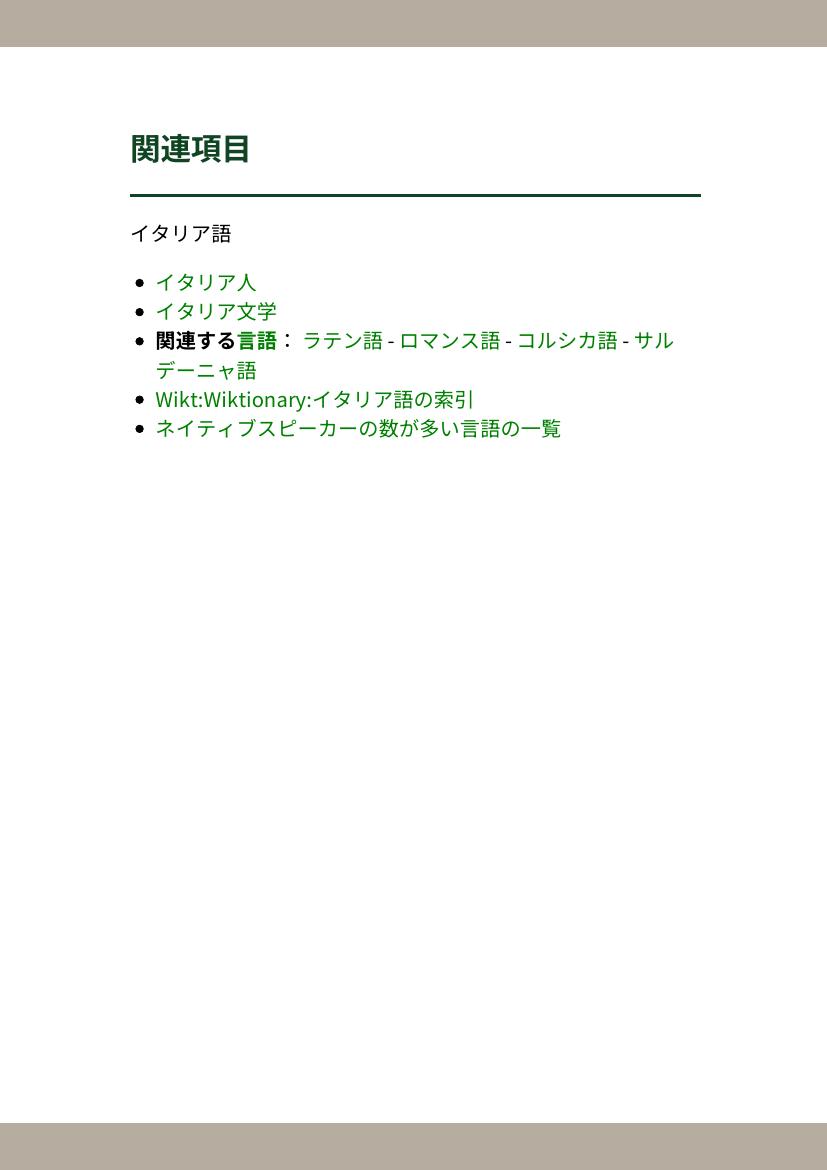 関連項目
イタリア語
• イタリア人
• イタリア文学
• 関連する言語： ラテン語 - ロマンス語 - コルシカ語 - サル
デーニャ語
• Wikt:Wiktionary:イタリア語の索引
• ネイティブスピーカーの数が多い言語の一覧